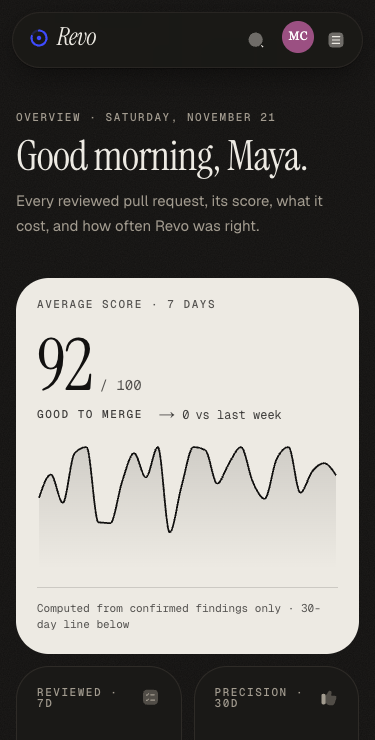 Revo
MC
OVERVIEW · SATURDAY, NOVEMBER 21
Good morning, Maya.
Every reviewed pull request, its score, what it
cost, and how often Revo was right.
AVERAGE SCORE · 7 DAYS
92 / 100
GOOD TO MERGE → 0 vs last week
Computed from confirmed findings only · 30-
day line below
REVIEWED ·
7D
PRECISION ·
30D